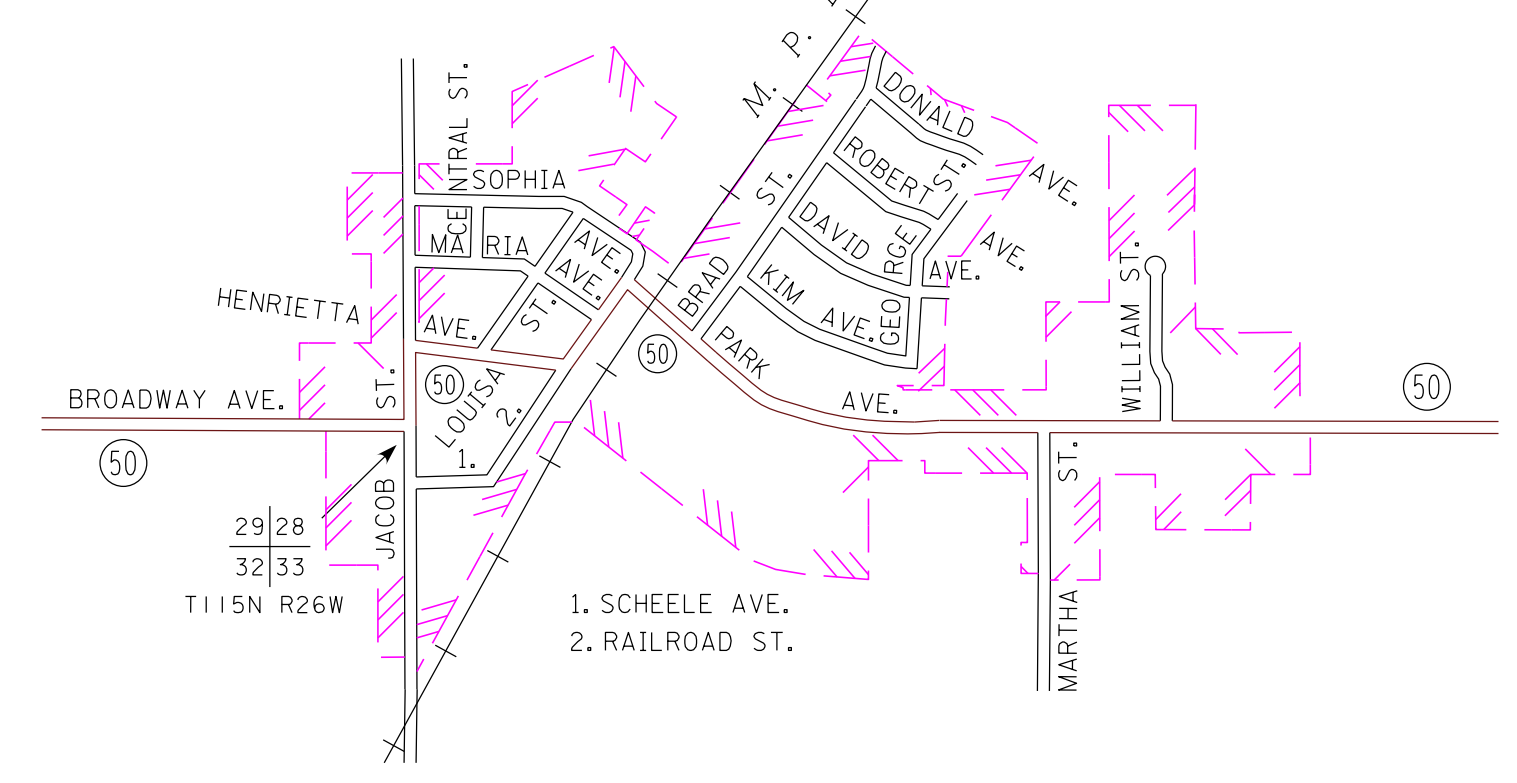 M. P.
CENTRAL ST.
SOPHIA AVE.
MARIA AVE.
HENRIETTA AVE.
LOUISA ST.
BROADWAY AVE.
JACOB ST.
BRAD ST.
DONALD AVE.
ROBERT AVE.
DAVID AVE.
KIM AVE.
GEORGE ST.
PARK AVE.
WILLIAM ST.
MARTHA ST.
50
50
50
50
1.
2.
29 28
32 33
T115N R26W
1. SCHEELE AVE.
2. RAILROAD ST.